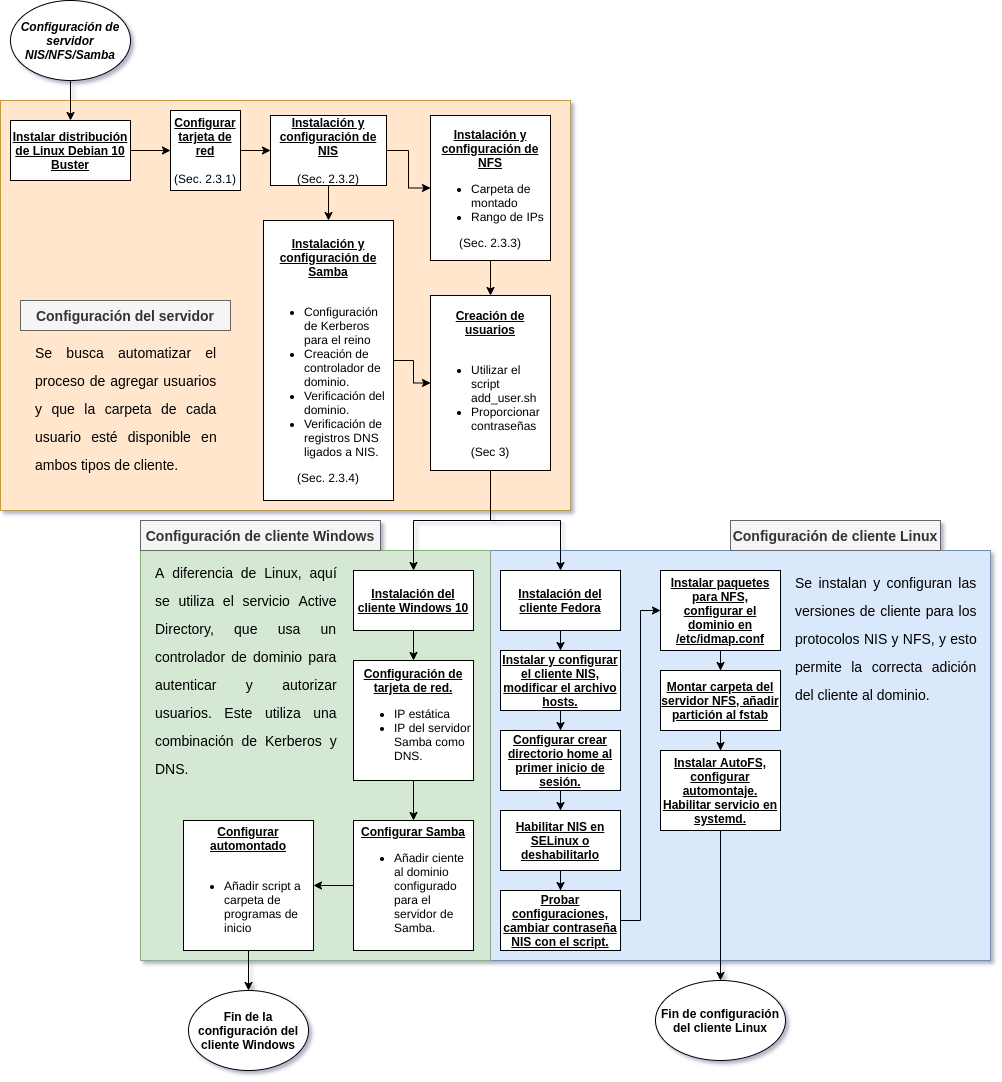 Configuración de
servidor
NIS/NFS/Samba
Instalar distribución
de Linux Debian 10
Buster
Configurar
tarjeta de
red
(Sec. 2.3.1)
Instalación y
configuración de
NIS
(Sec. 2.3.2)
Instalación y
configuración de
NFS
• Carpeta de
montado
• Rango de IPs
(Sec. 2.3.3)
Instalación y
configuración de
Samba
• Configuración
de Kerberos
para el reino
• Creación de
controlador de
dominio.
• Verificación del
dominio.
• Verificación de
registros DNS
ligados a NIS.
(Sec. 2.3.4)
Creación de
usuarios
• Utilizar el
script
add_user.sh
• Proporcionar
contraseñas
(Sec 3)
Configuración del servidor
Se busca automatizar el
proceso de agregar usuarios
y que la carpeta de cada
usuario esté disponible en
ambos tipos de cliente.
Configuración de cliente Windows
A diferencia de Linux, aquí
se utiliza el servicio Active
Directory, que usa un
controlador de dominio para
autenticar y autorizar
usuarios. Este utiliza una
combinación de Kerberos y
DNS.
Instalación del
cliente Windows 10
Configuración de
tarjeta de red.
• IP estática
• IP del servidor
Samba como
DNS.
Configurar Samba
• Añadir ciente
al dominio
configurado
para el
servidor de
Samba.
Configurar
automontado
• Añadir script a
carpeta de
programas de
inicio
Fin de la
configuración del
cliente Windows
Configuración de cliente Linux
Instalación del
cliente Fedora
Instalar y configurar
el cliente NIS,
modificar el archivo
hosts.
Configurar crear
directorio home al
primer inicio de
sesión.
Habilitar NIS en
SELinux o
deshabilitarlo
Probar
configuraciones,
cambiar contraseña
NIS con el script.
Instalar paquetes
para NFS,
configurar el
dominio en
/etc/idmap.conf
Montar carpeta del
servidor NFS, añadir
partición al fstab
Instalar AutoFS,
configurar
automontaje.
Habilitar servicio en
systemd.
Se instalan y configuran las
versiones de cliente para los
protocolos NIS y NFS, y esto
permite la correcta adición
del cliente al dominio.
Fin de configuración
del cliente Linux